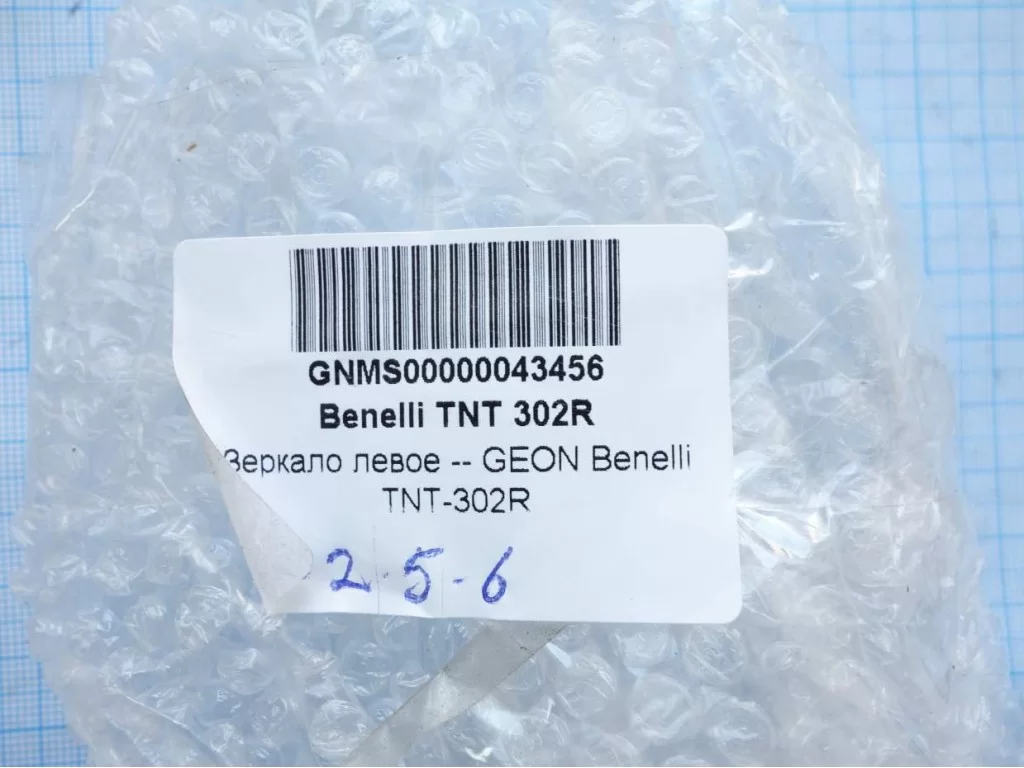 GNMS00000043456
Benelli TNT 302R
Зеркало левое -- GEON Benelli
TNT-302R
2-5-6